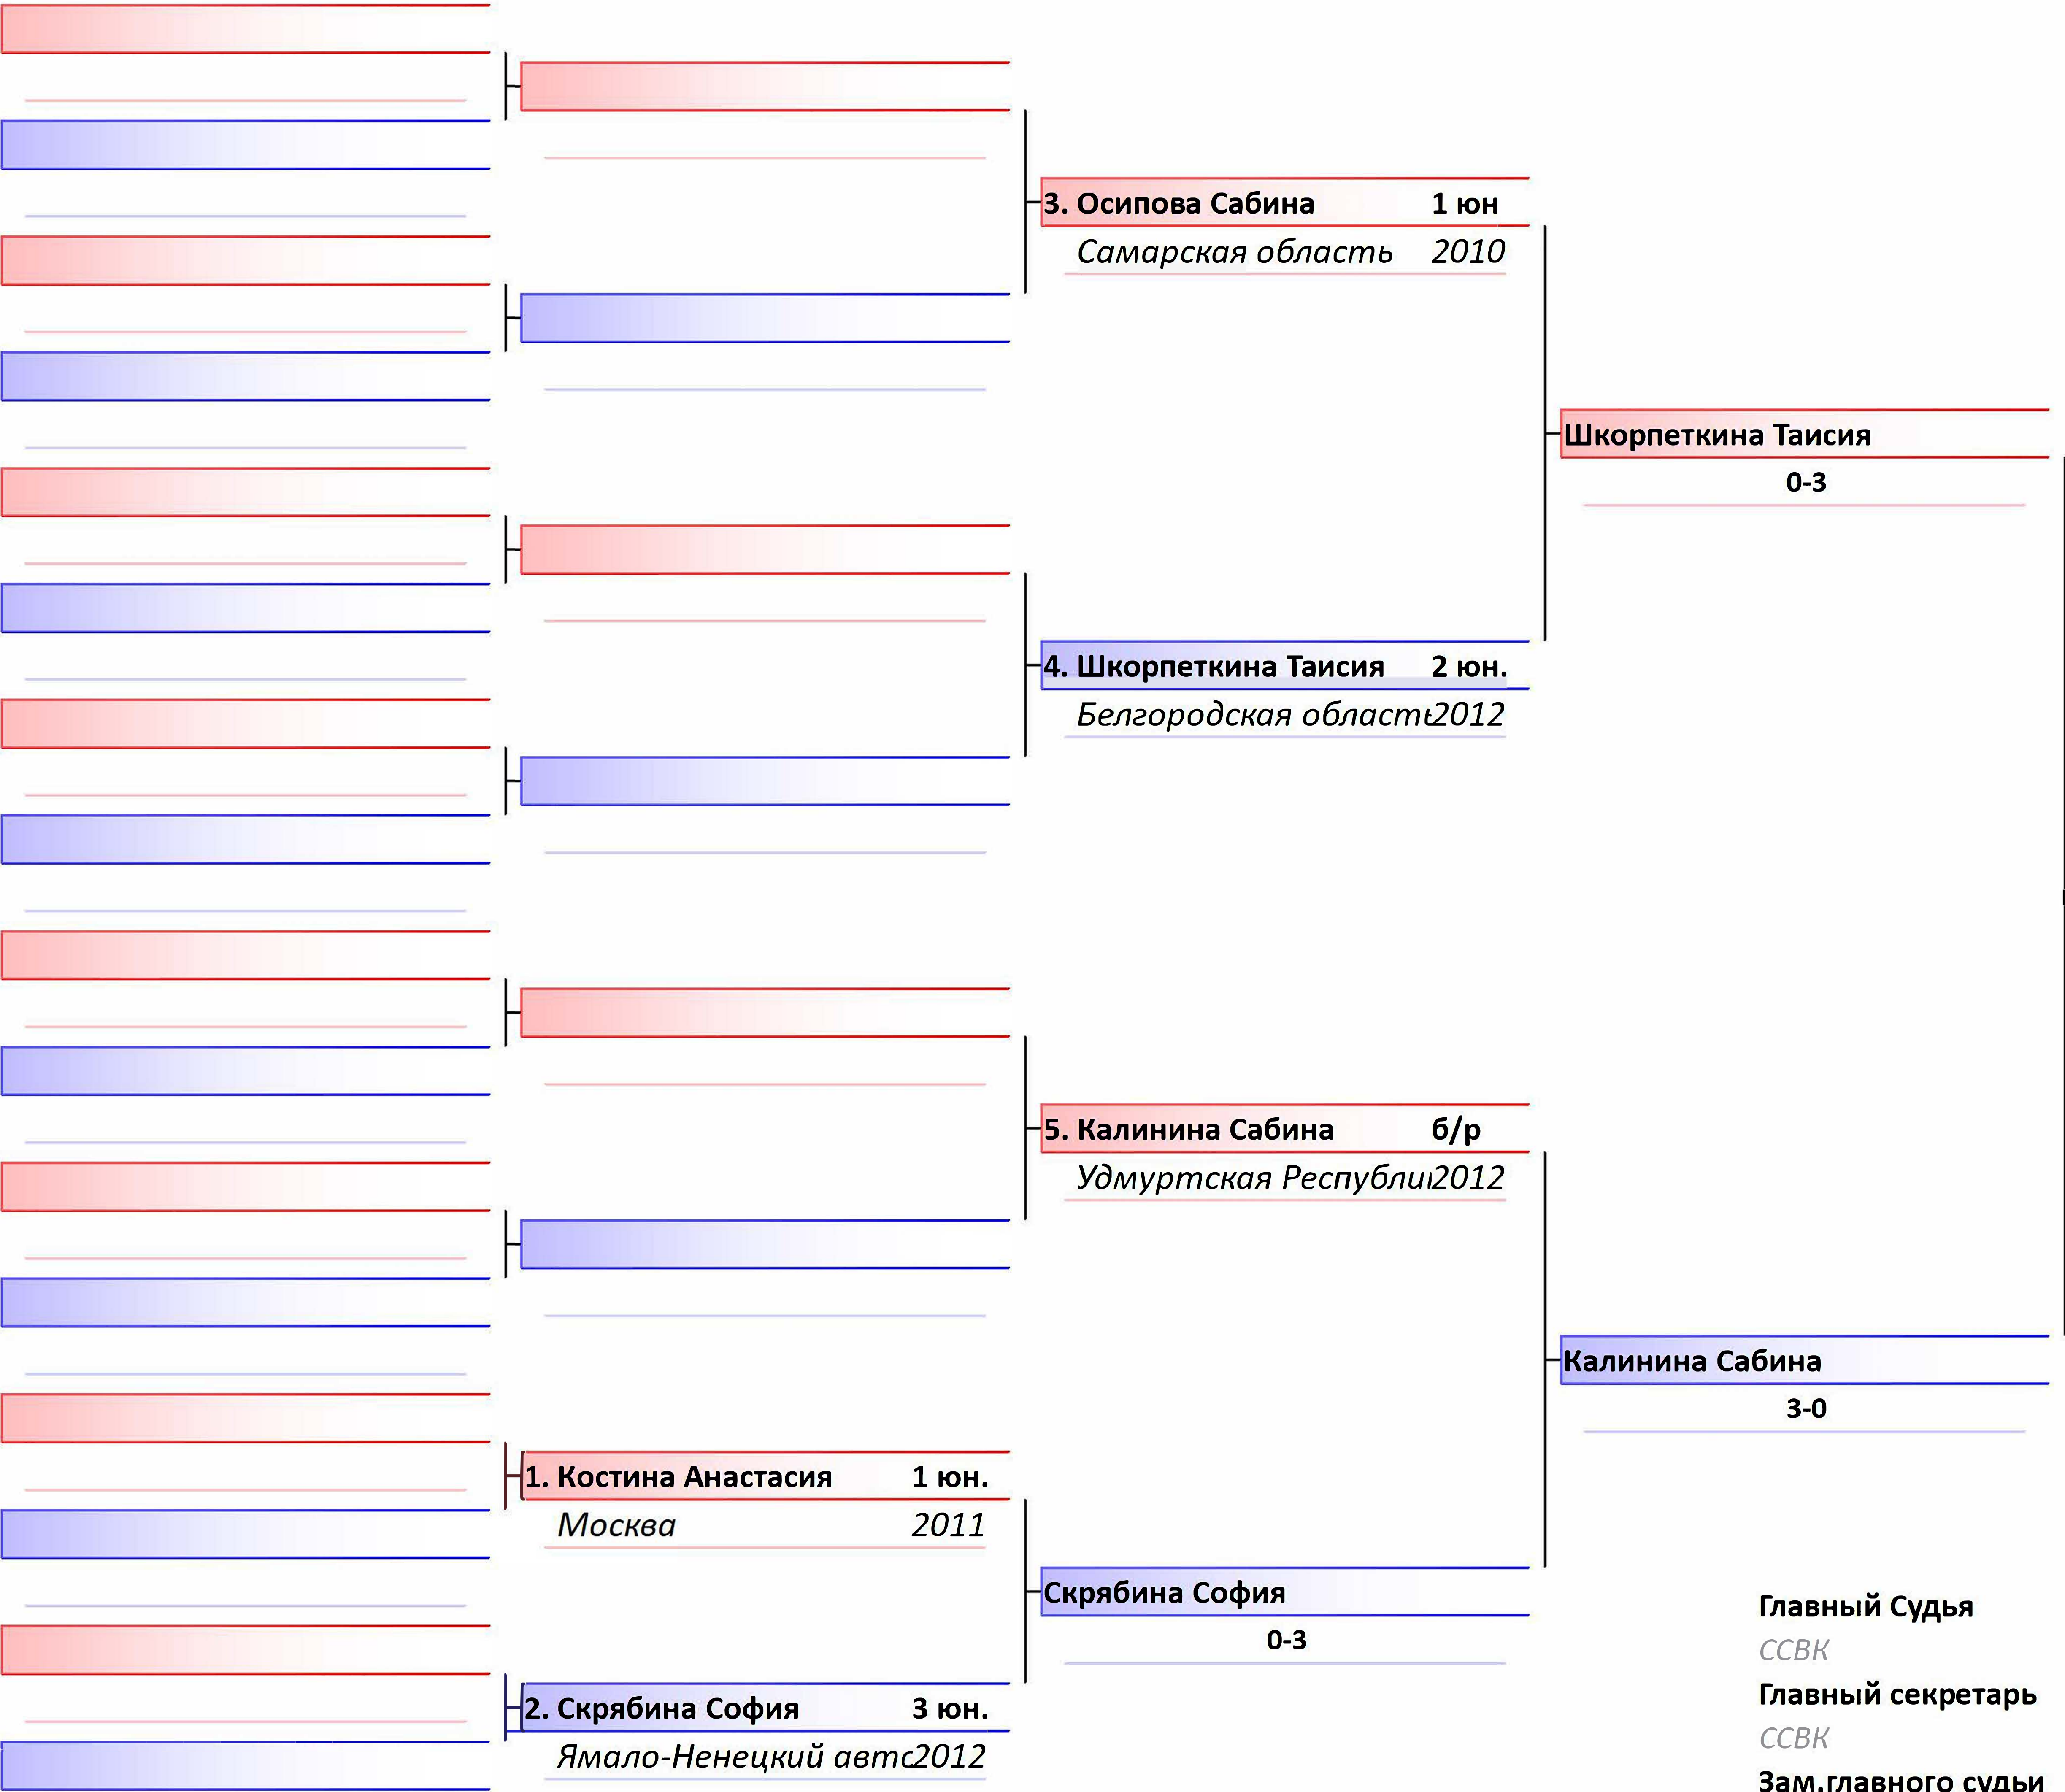 3. Осипова Сабина 1 юн
Самарская область 2010
Шкорпеткина Таисия
0-3
4. Шкорпеткина Таисия 2 юн.
Белгородская область 2012
5. Калинина Сабина б/р
Удмуртская Республи 2012
Калинина Сабина
3-0
1. Костина Анастасия 1 юн.
Москва 2011
Скрябина София
0-3
2. Скрябина София 3 юн.
Ямало-Ненецкий авто 2012
Главный Судья
ССВК
Главный секретарь
ССВК
Зам.главного судьи